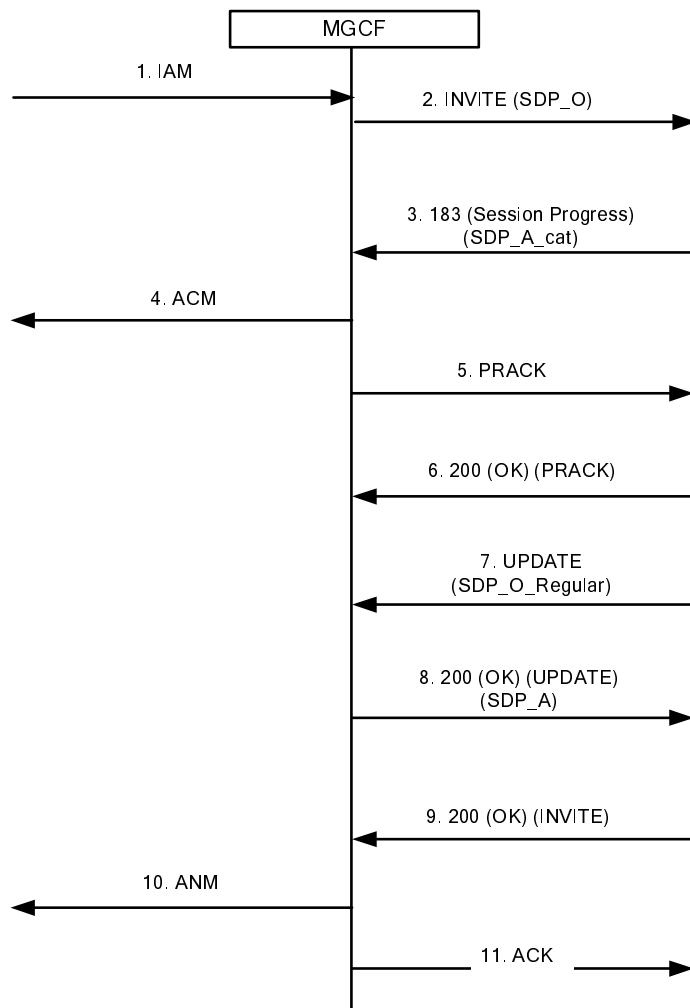 MGCF
1. IAM
2. INVITE (SDP_O)
3. 183 (Session Progress)
(SDP_A_cat)
4. ACM
5. PRACK
6. 200 (OK) (PRACK)
7. UPDATE
(SDP_O_Regular)
8. 200 (OK) (UPDATE)
(SDP_A)
9. 200 (OK) (INVITE)
10. ANM
11. ACK